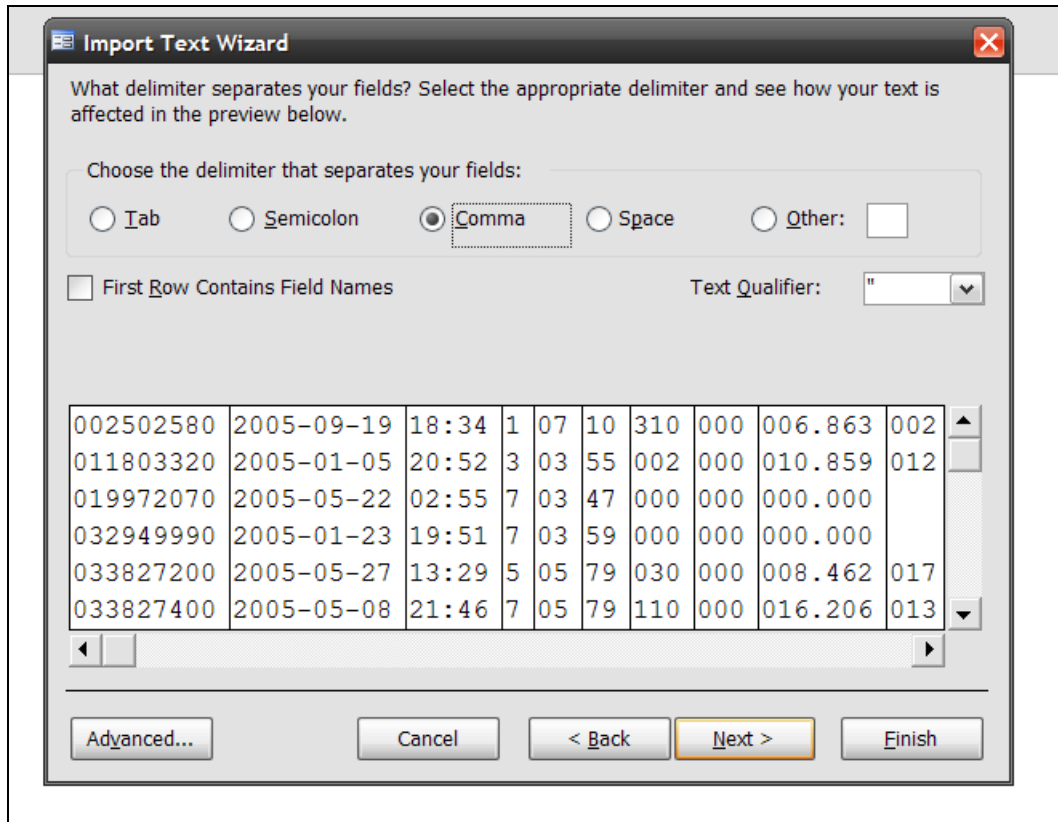 Import Text Wizard
What delimiter separates your fields? Select the appropriate delimiter and see how your text is
affected in the preview below.
Choose the delimiter that separates your fields:
Tab Semicolon Comma Space Other:
First Row Contains Field Names Text Qualifier: "
002502580 2005-09-19 18:34 1 07 10 310 000 006.863 002
011803320 2005-01-05 20:52 3 03 55 002 000 010.859 012
019972070 2005-05-22 02:55 7 03 47 000 000 000.000
032949990 2005-01-23 19:51 7 03 59 000 000 000.000
033827200 2005-05-27 13:29 5 05 79 030 000 008.462 017
033827400 2005-05-08 21:46 7 05 79 110 000 016.206 013
Advanced... Cancel < Back Next > Finish